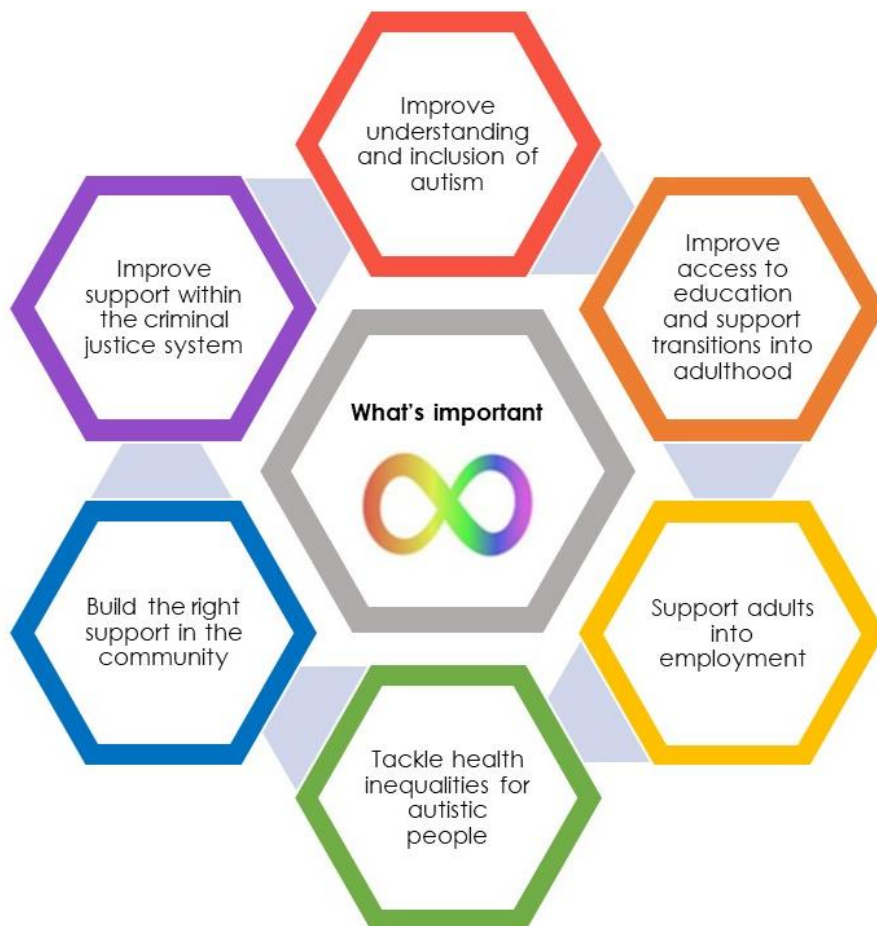 Improve
understanding
and inclusion of
autism
Improve
access to
education
and support
transitions into
adulthood
Support adults
into
employment
Tackle health
inequalities for
autistic
people
Build the right
support in the
community
Improve
support within
the criminal
justice system
What's important